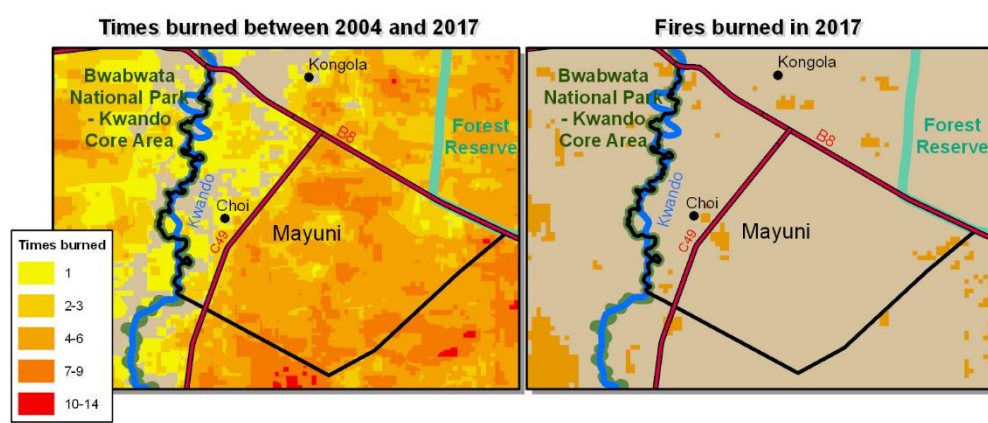 Times burned between 2004 and 2017
Bwabwata
National Park
- Kwando
Core Area
Kongola
Forest
Reserve
B8
Kwando
Choi
C49
Mayuni
Times burned
1
2-3
4-6
7-9
10-14
Fires burned in 2017
Bwabwata
National Park
- Kwando
Core Area
Kongola
Forest
Reserve
B8
Kwando
Choi
C49
Mayuni